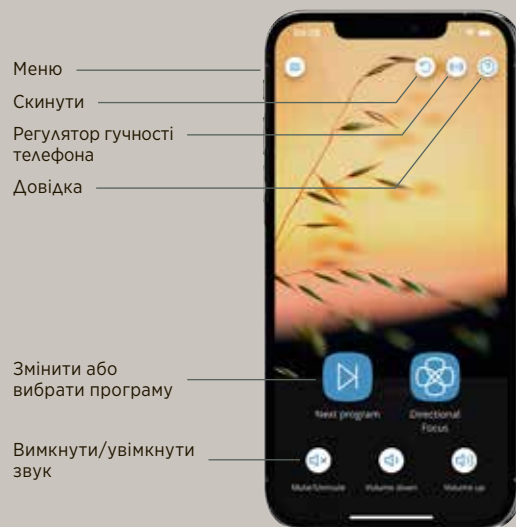 Меню
Скинути
Регулятор гучності
телефона
Довідка
Змінити або
вибрати програму
Вимкнути/увімкнути
звук
Next program
Directional
Focus
Mute/Unmute
Volume down
Volume up